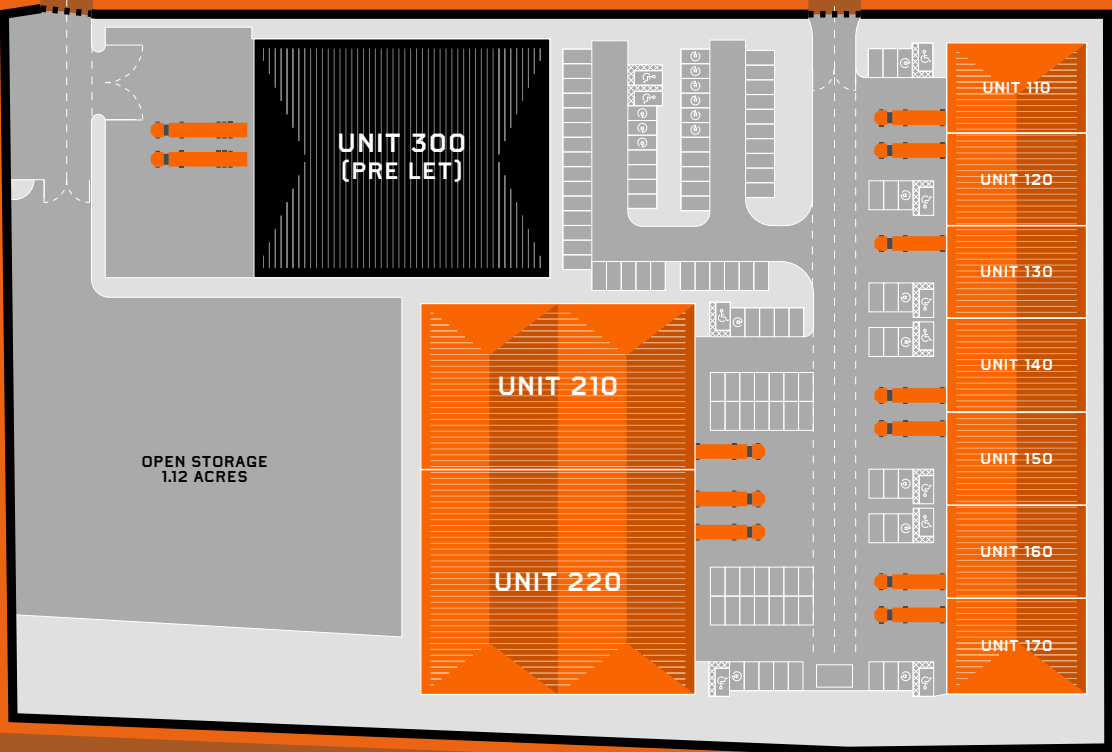 UNIT 300
(PRE LET)
UNIT 110
UNIT 120
UNIT 130
UNIT 140
UNIT 150
UNIT 160
UNIT 170
UNIT 210
UNIT 220
OPEN STORAGE
1.12 ACRES